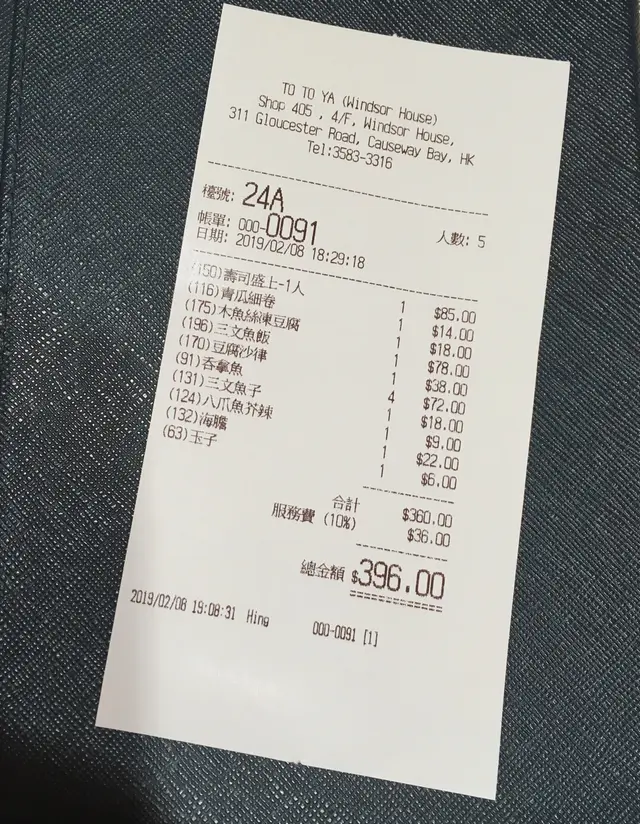 TO TO YA (Windsor House)
Shop 405 , 4/F, Windsor House,
311 Gloucester Road, Causeway Bay, HK
Tel:3583-3316
檯號: 24A 人數: 5
帳單: 000-0091
日期: 2019/02/08 18:29:18
(150)壽司盛上-1人 1 $85.00
(116)青瓜細卷 1 $14.00
(175)木魚絲凍豆腐 1 $18.00
(196)三文魚飯 1 $78.00
(170)豆腐沙律 1 $38.00
(91)吞拿魚 4 $72.00
(131)三文魚子 1 $18.00
(124)八爪魚芥辣 1 $9.00
(132)海膽 1 $22.00
(63)玉子 1 $6.00
合計 $360.00
服務費 (10%) $36.00
總金額 $396.00
2019/02/08 19:08:31 Hing 000-0091 [1]